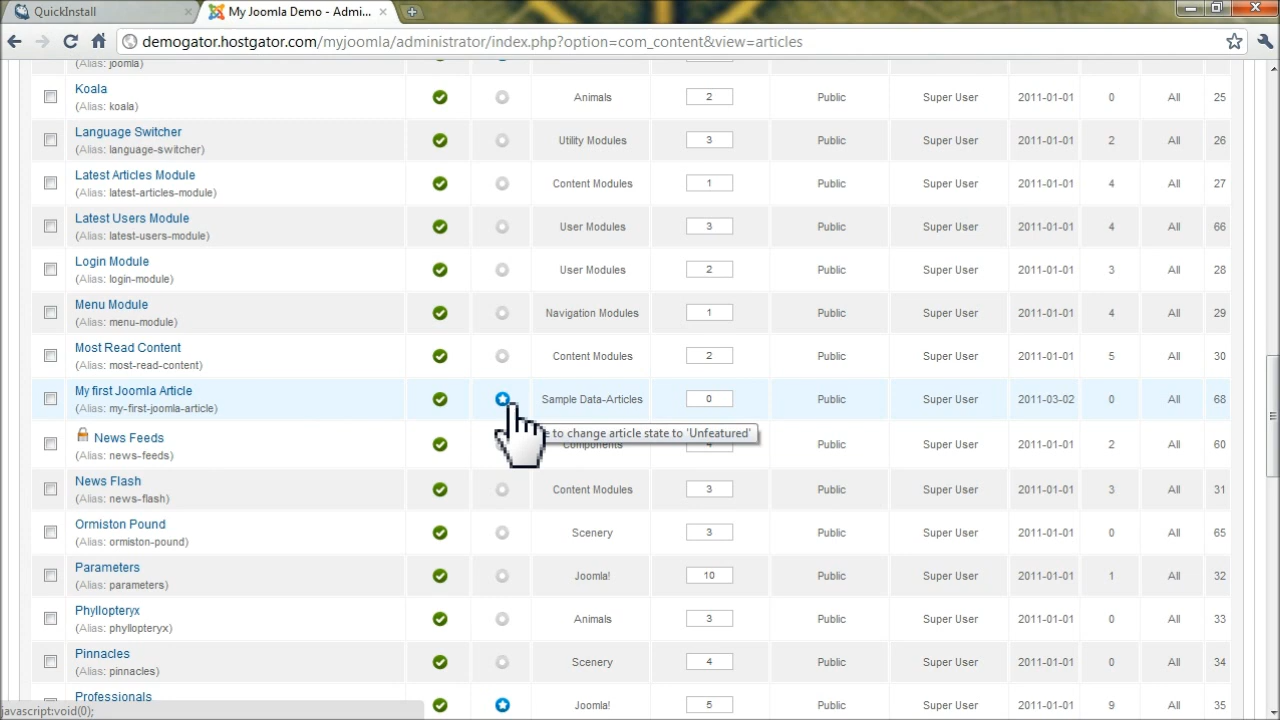 QuickInstall
My Joomla Demo - Admi...
demogator.hostgator.com/myjoomla/administrator/index.php?option=com_content&view=articles
(Alias: joomla)
Koala
(Alias: koala)
Animals 2 Public Super User 2011-01-01 0 All 25
Language Switcher
(Alias: language-switcher)
Utility Modules 3 Public Super User 2011-01-01 2 All 26
Latest Articles Module
(Alias: latest-articles-module)
Content Modules 1 Public Super User 2011-01-01 4 All 27
Latest Users Module
(Alias: latest-users-module)
User Modules 3 Public Super User 2011-01-01 4 All 66
Login Module
(Alias: login-module)
User Modules 2 Public Super User 2011-01-01 3 All 28
Menu Module
(Alias: menu-module)
Navigation Modules 1 Public Super User 2011-01-01 4 All 29
Most Read Content
(Alias: most-read-content)
Content Modules 2 Public Super User 2011-01-01 5 All 30
My first Joomla Article
(Alias: my-first-joomla-article)
Sample Data-Articles 0 Public Super User 2011-03-02 0 All 68
to change article state to 'Unfeatured'
News Feeds
(Alias: news-feeds)
Components 4 Public Super User 2011-01-01 2 All 60
News Flash
(Alias: news-flash)
Content Modules 3 Public Super User 2011-01-01 3 All 31
Ormiston Pound
(Alias: ormiston-pound)
Scenery 3 Public Super User 2011-01-01 0 All 65
Parameters
(Alias: parameters)
Joomla! 10 Public Super User 2011-01-01 1 All 32
Phyllopteryx
(Alias: phyllopteryx)
Animals 3 Public Super User 2011-01-01 0 All 33
Pinnacles
(Alias: pinnacles)
Scenery 4 Public Super User 2011-01-01 0 All 34
Professionals
Joomla! 5 Public Super User 2011-01-01 9 All 35
javascript:void(0);